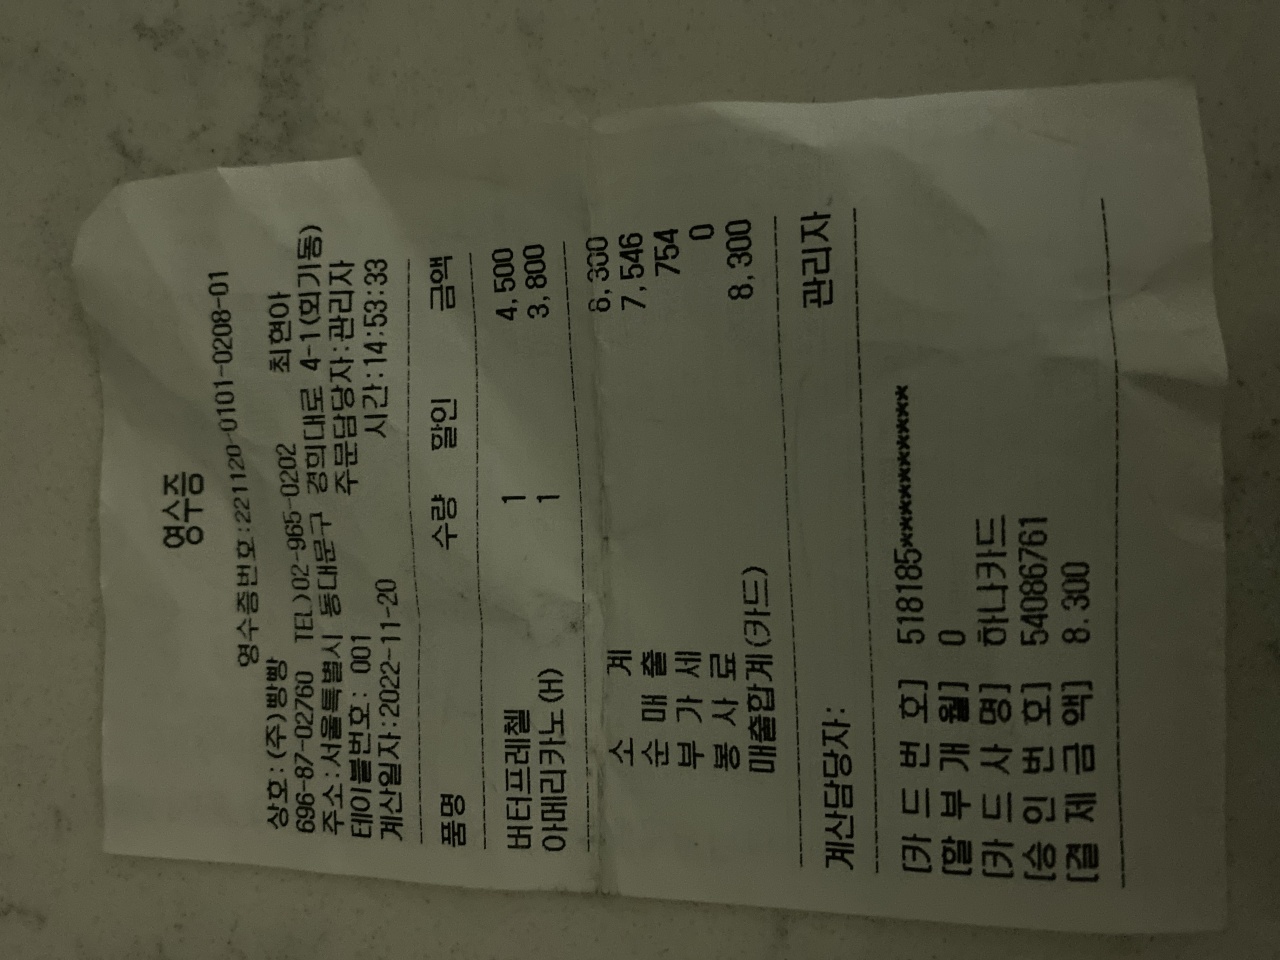 영수증
영수증번호:221120-0101-0208-01
상호:(주)빵빵 최현아
696-87-02760 TEL)02-965-0202
주소:서울특별시 동대문구 경희대로 4-1(회기동)
테이블번호: 001 주문담당자:관리자
계산일자:2022-11-20 시간:14:53:33
품명 수량 할인 금액
버터프레첼 1 4,500
아메리카노(H) 1 3,800
소 계 8,300
순 매 출 7,546
부 가 세 754
봉 사 료 0
매출합계(카드) 8,300
계산담당자: 관리자
[카 드 번 호] 518185**********
[할 부 개 월] 0
[카 드 사 명] 하나카드
[승 인 번 호] 54086761
[결 제 금 액] 8.300